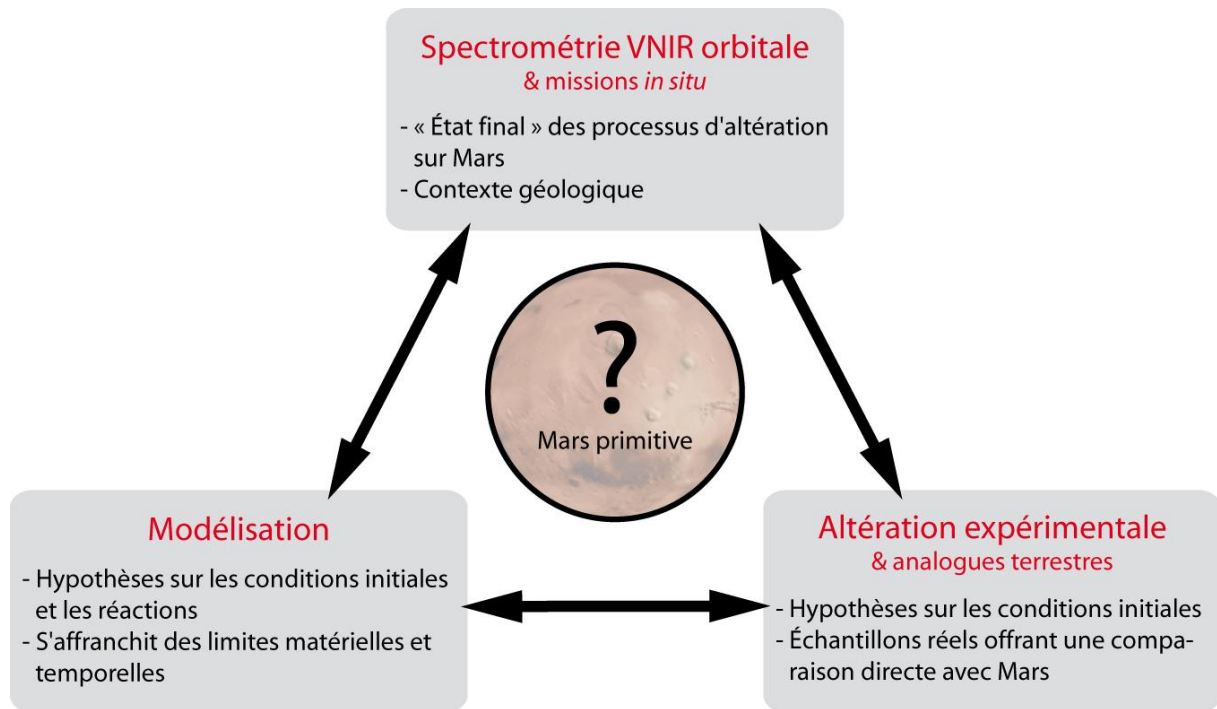 Spectrométrie VNIR orbitale
& missions in situ
- « État final » des processus d'altération
sur Mars
- Contexte géologique
?
Mars primitive
Modélisation
- Hypothèses sur les conditions initiales
et les réactions
- S'affranchit des limites matérielles et
temporelles
Altération expérimentale
& analogues terrestres
- Hypothèses sur les conditions initiales
- Échantillons réels offrant une compa-
raison directe avec Mars